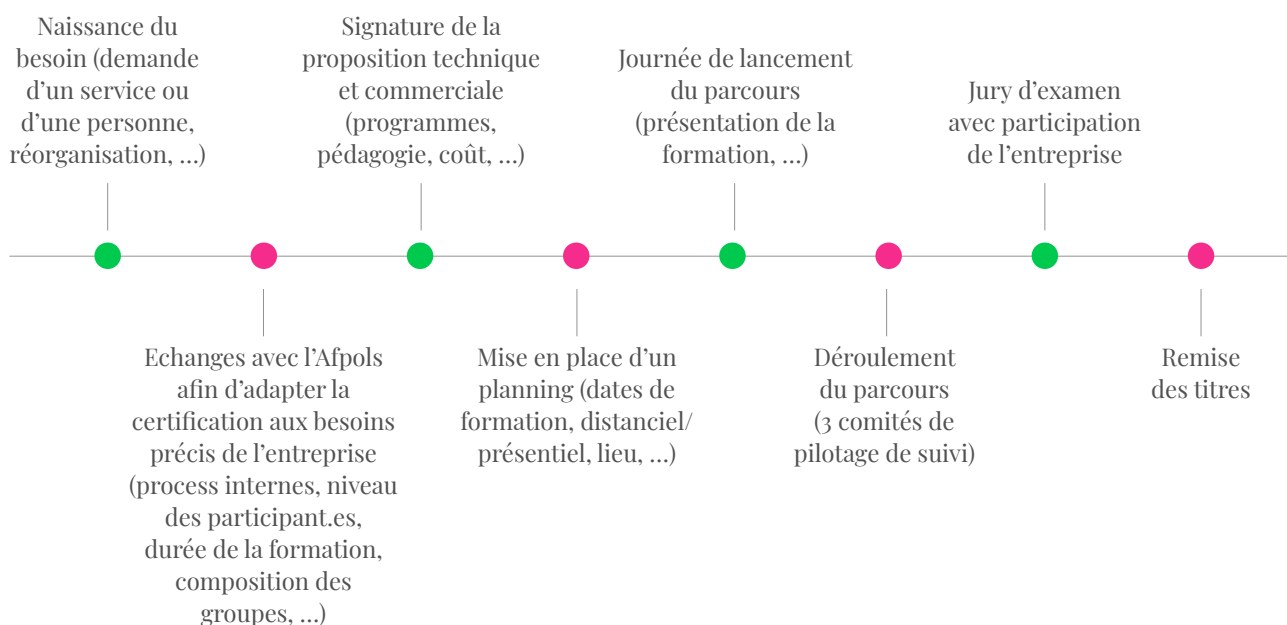 Naissance du
besoin (demande
d’un service ou
d’une personne,
réorganisation, …)
Echanges avec l’Afpols
afin d’adapter la
certification aux besoins
précis de l’entreprise
(process internes, niveau
des participant.es,
durée de la formation,
composition des
groupes, …)
Signature de la
proposition technique
et commerciale
(programmes,
pédagogie, coût, …)
Mise en place d’un
planning (dates de
formation, distanciel/
présentiel, lieu, …)
Journée de lancement
du parcours
(présentation de la
formation, …)
Déroulement
du parcours
(3 comités de
pilotage de suivi)
Jury d’examen
avec participation
de l’entreprise
Remise
des titres